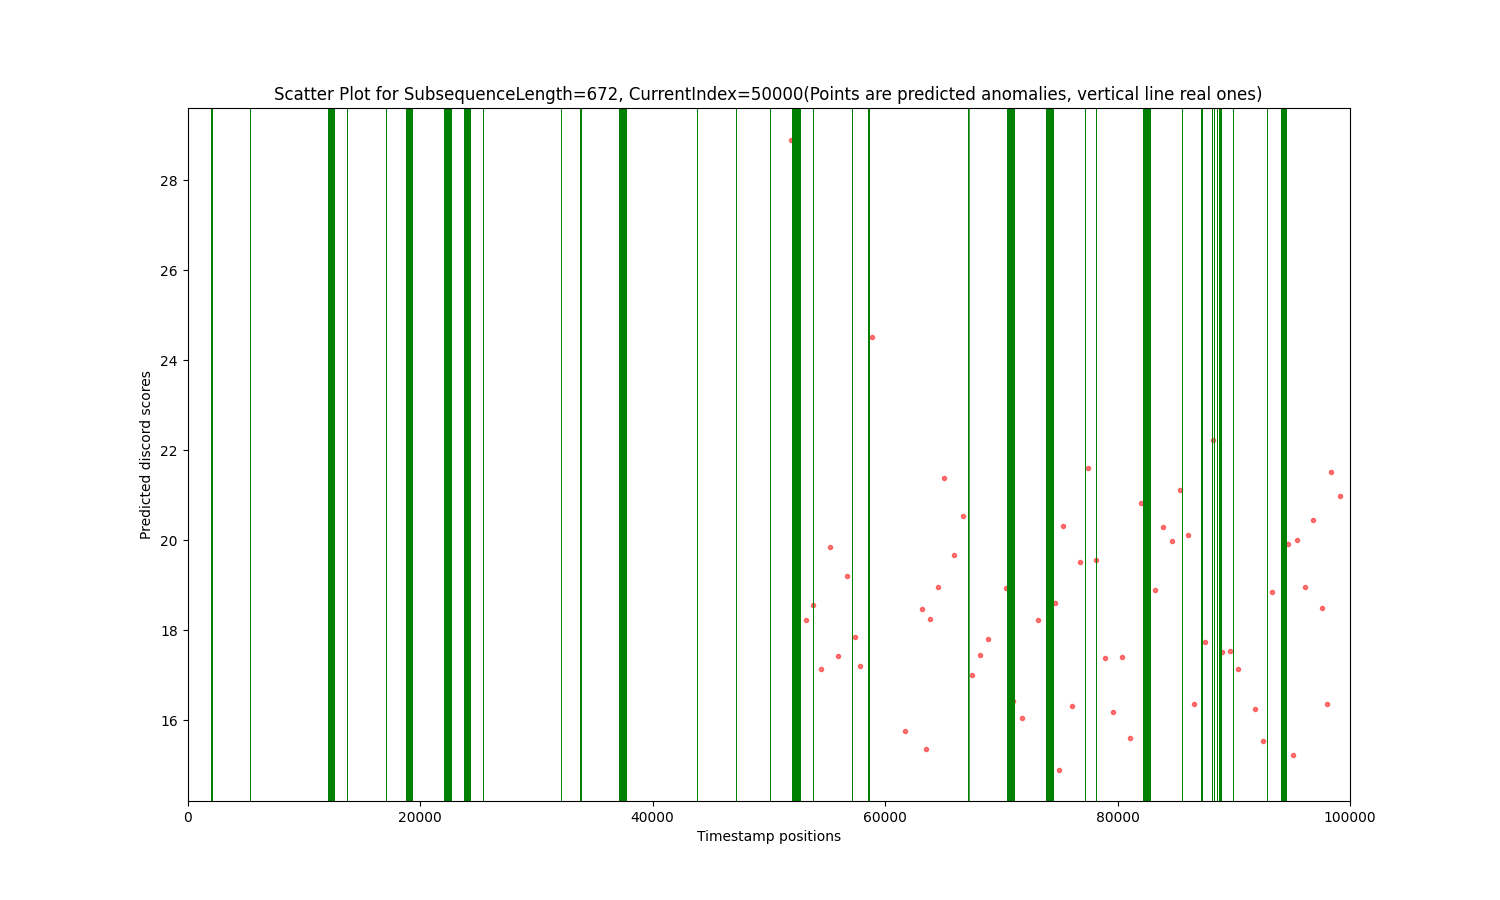 Scatter Plot for SubsequenceLength=672, CurrentIndex=50000(Points are predicted anomalies, vertical line real ones)
28
26
24
22
20
18
16
Predicted discord scores
0 20000 40000 60000 80000 100000
Timestamp positions